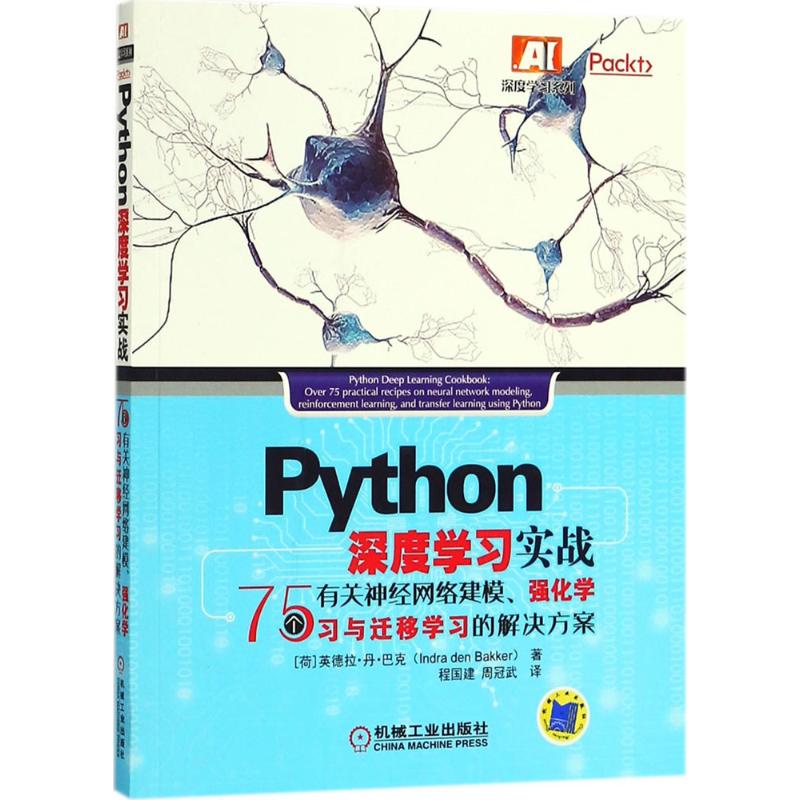 AI
Packt>
Python深度学习实战
75个有关神经网络建模、强化学
习与迁移学习的解决方案
机械工业出版社
CHINA MACHINE PRESS
.AI
深度学习系列
Packt>
Python Deep Learning Cookbook:
Over 75 practical recipes on neural network modeling,
reinforcement learning, and transfer learning using Python
Python
深度学习实战
75个
有关神经网络建模、强化学
习与迁移学习的解决方案
[荷]英德拉·丹·巴克（Indra den Bakker）著
程国建 周冠武 译
机械工业出版社
CHINA MACHINE PRESS